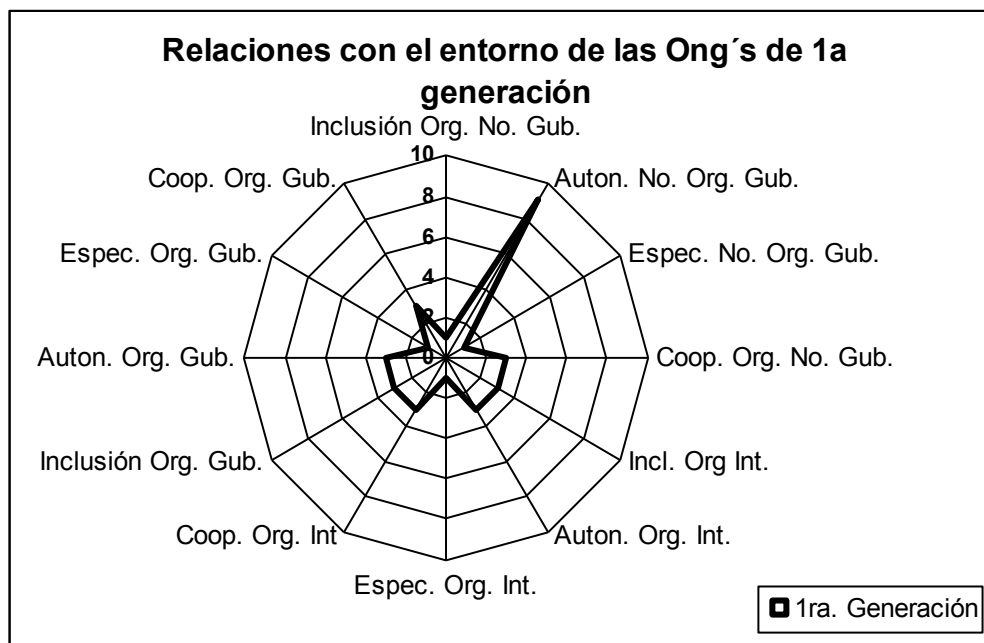 Relaciones con el entorno de las Ong´s de 1a
generación
Inclusión Org. No. Gub.
10
Coop. Org. Gub.
Auton. No. Org. Gub.
8
Espec. Org. Gub.
6
Espec. No. Org. Gub.
4
2
Auton. Org. Gub.
0
Coop. Org. No. Gub.
Inclusión Org. Gub.
Incl. Org Int.
Coop. Org. Int
Auton. Org. Int.
Espec. Org. Int.
1ra. Generación